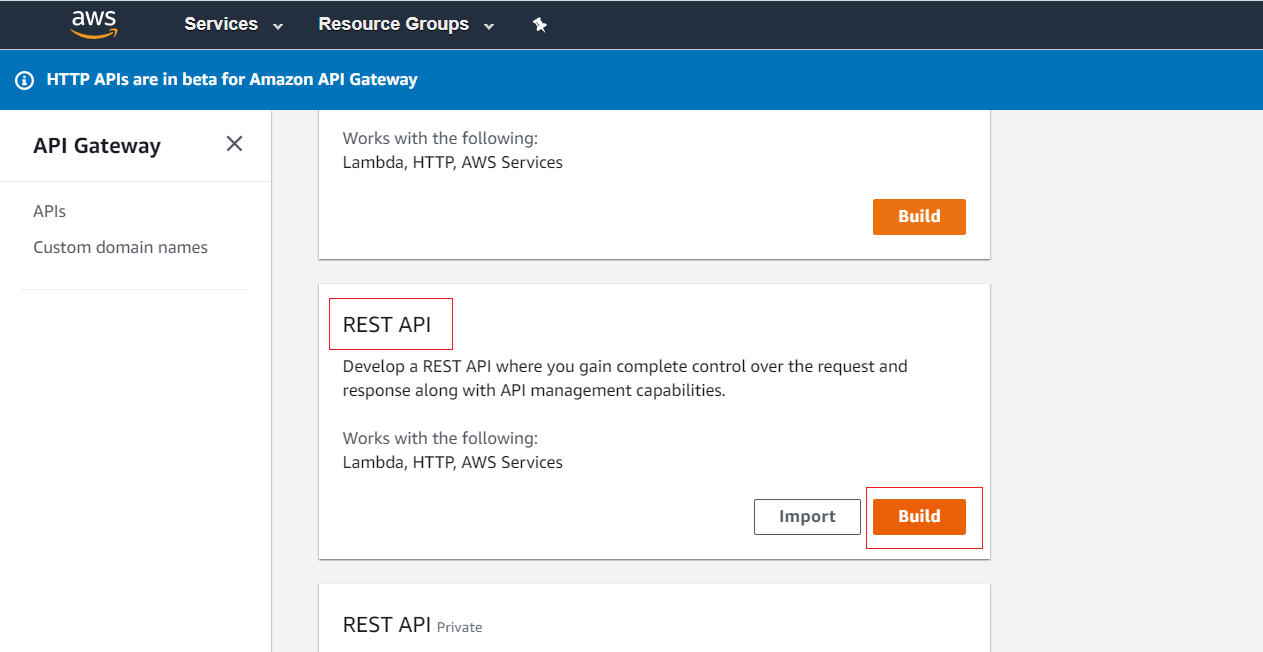 aws Services Resource Groups
HTTP APIs are in beta for Amazon API Gateway
API Gateway
APIs
Custom domain names
Works with the following:
Lambda, HTTP, AWS Services
Build
REST API
Develop a REST API where you gain complete control over the request and
response along with API management capabilities.
Works with the following:
Lambda, HTTP, AWS Services
Import Build
REST API Private